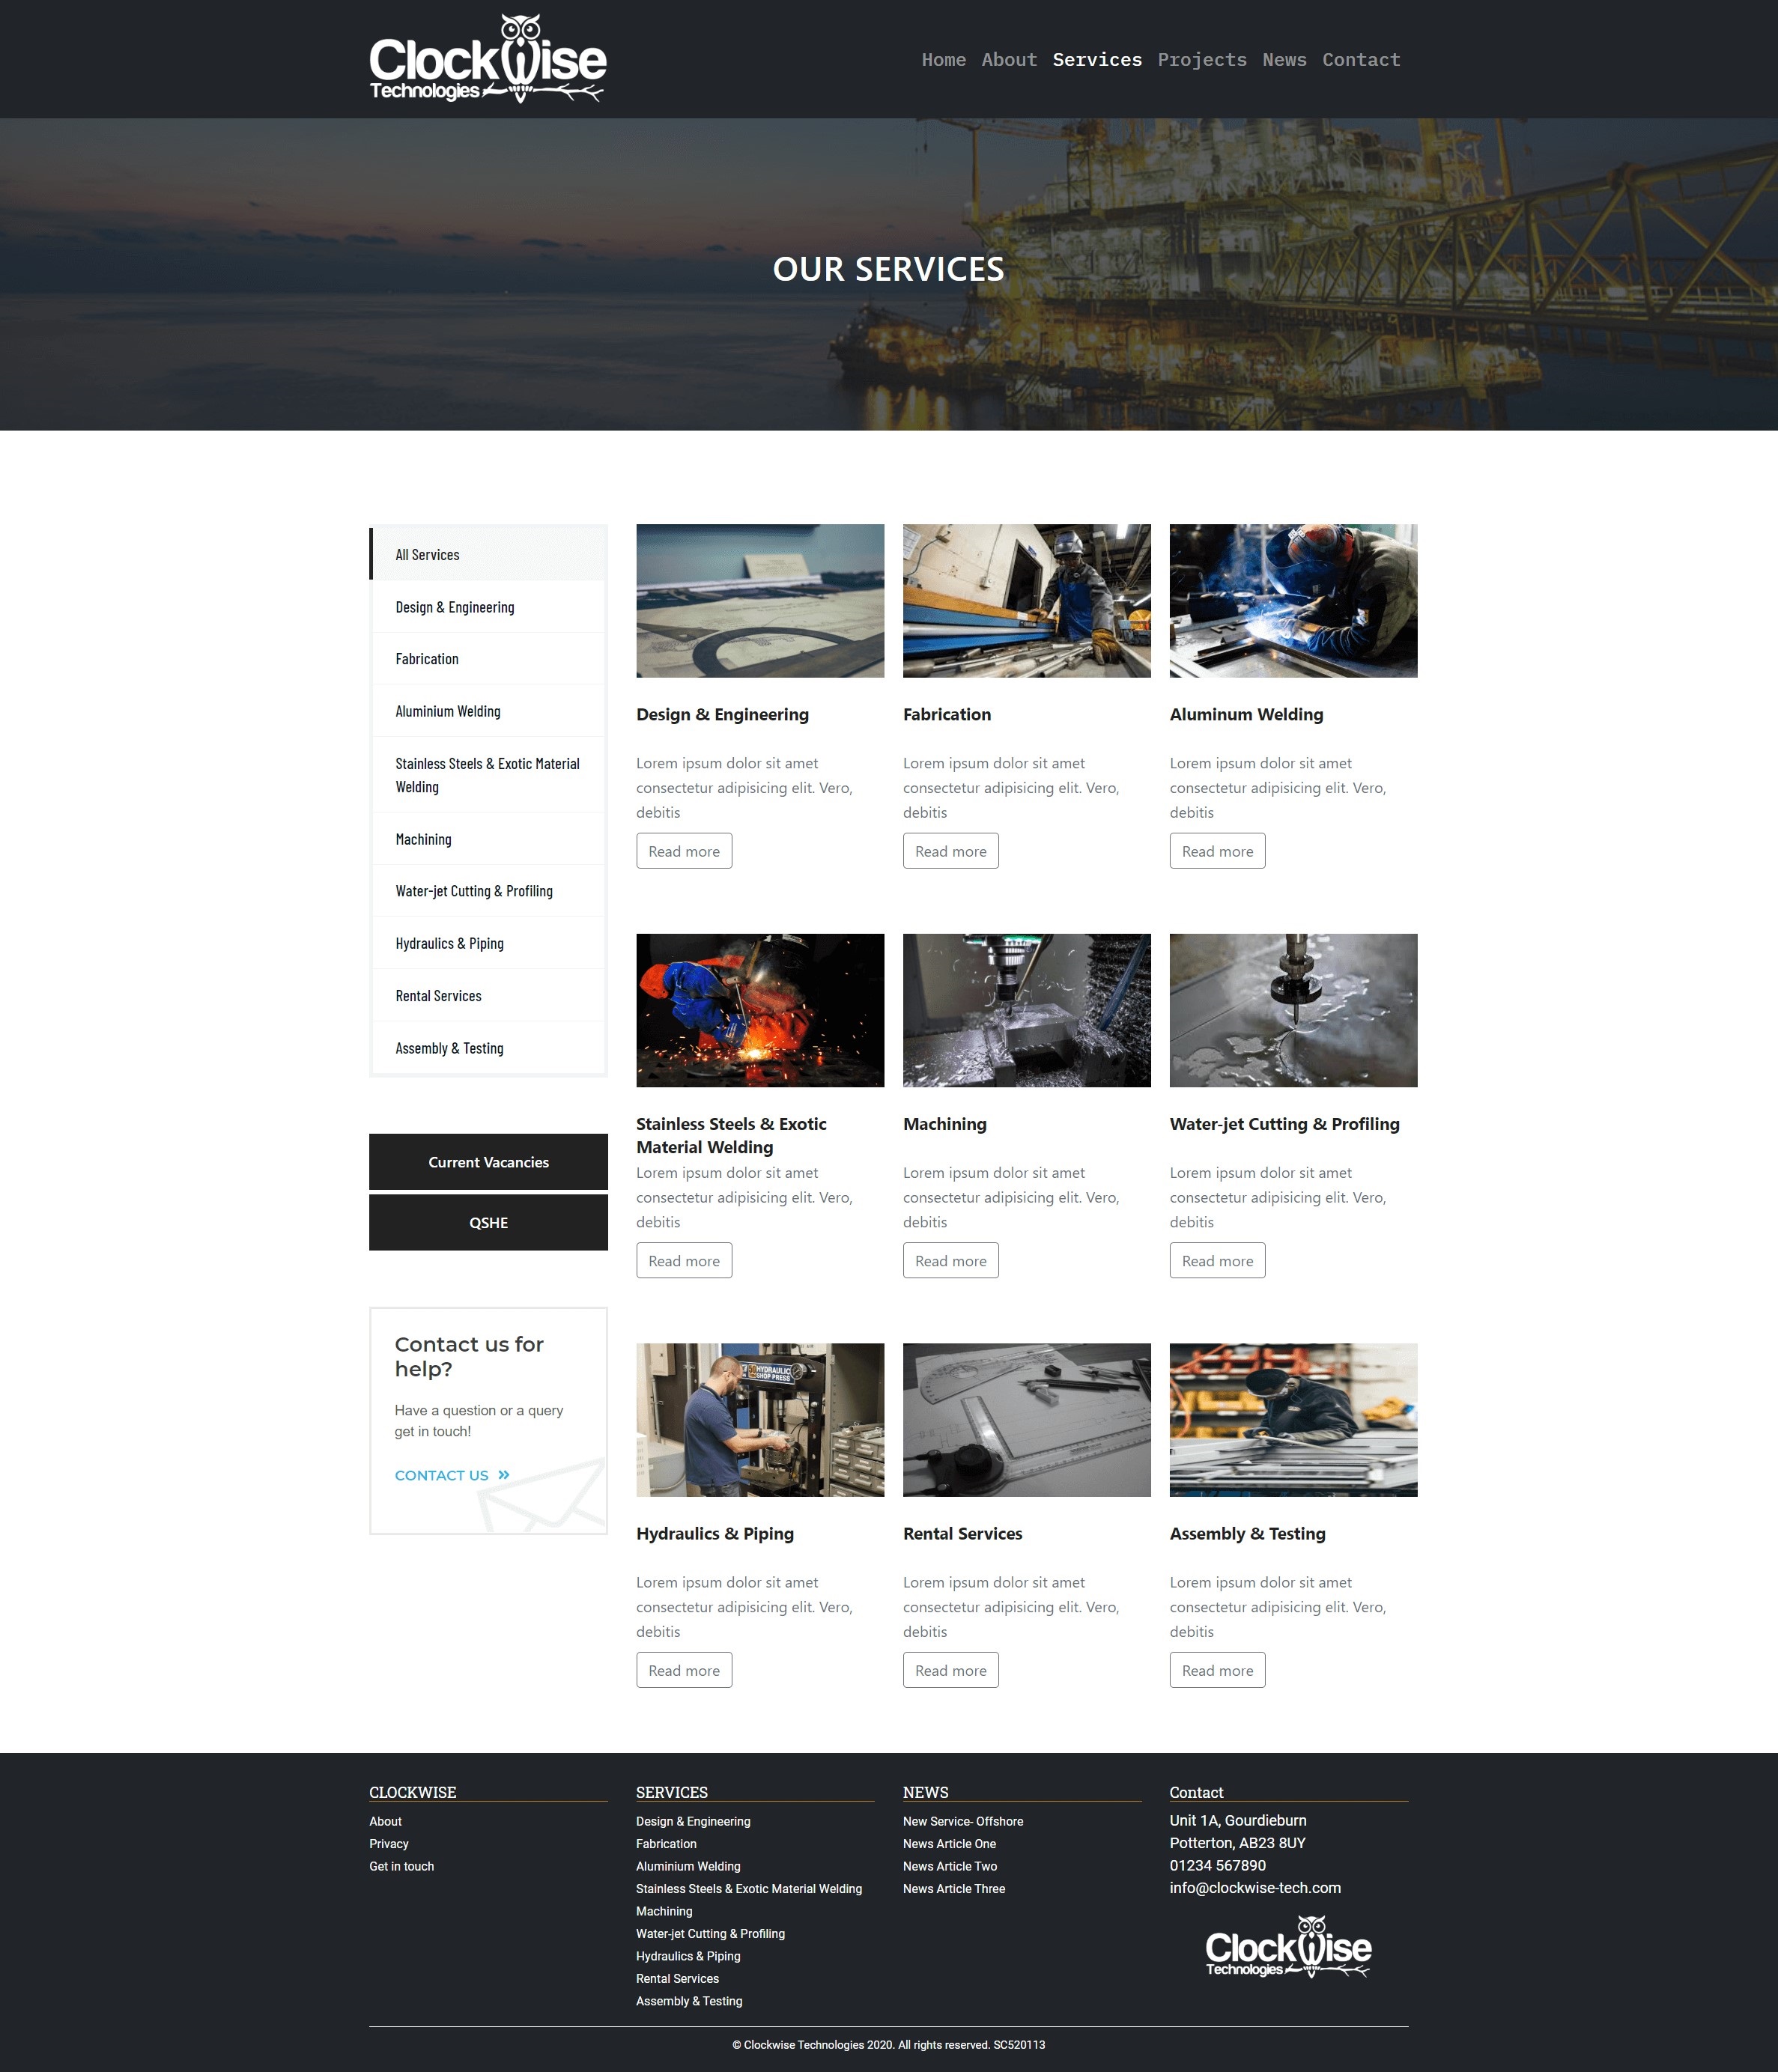 Clockwise
Technologies
Home About Services Projects News Contact
OUR SERVICES
All Services
Design & Engineering
Fabrication
Aluminium Welding
Stainless Steels & Exotic Material
Welding
Machining
Water-jet Cutting & Profiling
Hydraulics & Piping
Rental Services
Assembly & Testing
Current Vacancies
QSHE
Contact us for
help?
Have a question or a query
get in touch!
CONTACT US »
Design & Engineering
Lorem ipsum dolor sit amet
consectetur adipisicing elit. Vero,
debitis
Read more
Fabrication
Lorem ipsum dolor sit amet
consectetur adipisicing elit. Vero,
debitis
Read more
Aluminum Welding
Lorem ipsum dolor sit amet
consectetur adipisicing elit. Vero,
debitis
Read more
Stainless Steels & Exotic
Material Welding
Lorem ipsum dolor sit amet
consectetur adipisicing elit. Vero,
debitis
Read more
Machining
Lorem ipsum dolor sit amet
consectetur adipisicing elit. Vero,
debitis
Read more
Water-jet Cutting & Profiling
Lorem ipsum dolor sit amet
consectetur adipisicing elit. Vero,
debitis
Read more
HYDRAULIC
SHOP PRESS
Hydraulics & Piping
Lorem ipsum dolor sit amet
consectetur adipisicing elit. Vero,
debitis
Read more
Rental Services
Lorem ipsum dolor sit amet
consectetur adipisicing elit. Vero,
debitis
Read more
Assembly & Testing
Lorem ipsum dolor sit amet
consectetur adipisicing elit. Vero,
debitis
Read more
CLOCKWISE
About
Privacy
Get in touch
SERVICES
Design & Engineering
Fabrication
Aluminium Welding
Stainless Steels & Exotic Material Welding
Machining
Water-jet Cutting & Profiling
Hydraulics & Piping
Rental Services
Assembly & Testing
NEWS
New Service- Offshore
News Article One
News Article Two
News Article Three
Contact
Unit 1A, Gourdieburn
Potterton, AB23 8UY
01234 567890
info@clockwise-tech.com
Clockwise
Technologies
© Clockwise Technologies 2020. All rights reserved. SC520113